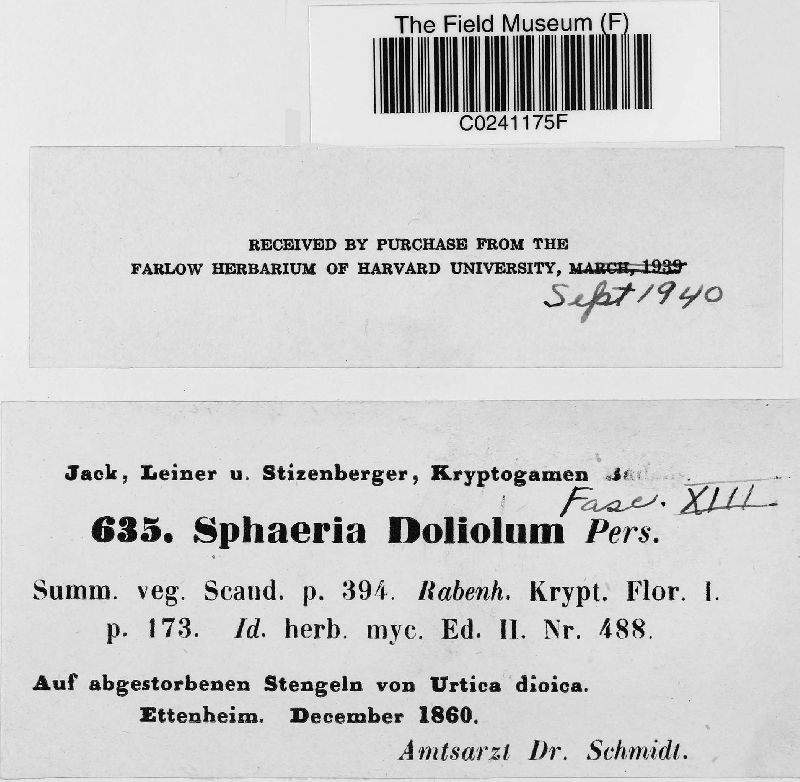 The Field Museum (F)
C0241175F
RECEIVED BY PURCHASE FROM THE
FARLOW HERBARIUM OF HARVARD UNIVERSITY, MARCH, 1939
Sept 1940
Jack, Leiner u. Stizenberger, Kryptogamen
Fasc. XIII
635. Sphaeria Doliolum Pers.
Summ. veg. Scand. p. 394. Rabenh. Krypt. Flor. I.
p. 173. Id. herb. myc. Ed. II. Nr. 488.
Auf abgestorbenen Stengeln von Urtica dioica.
Ettenheim. December 1860.
Amtsarzt Dr. Schmidt.